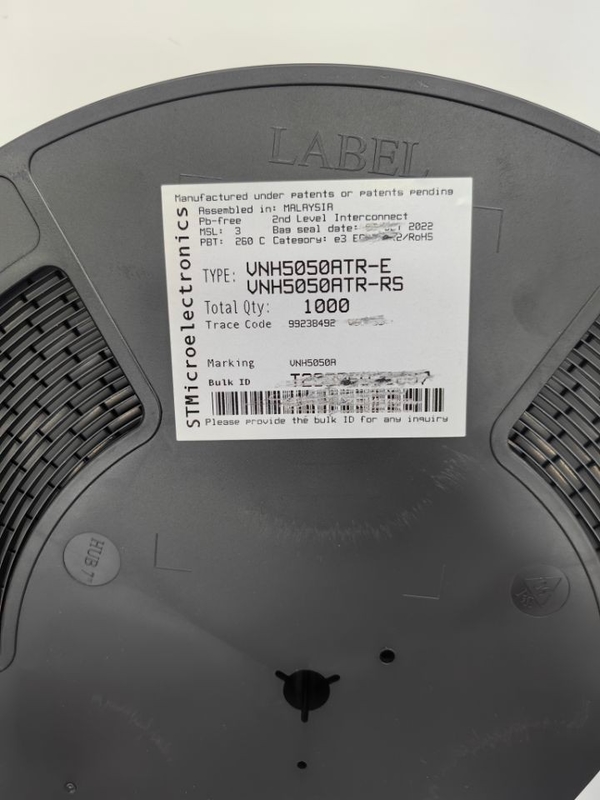 LABEL
Manufactured under patents or patents pending
STMicroelectronics
Assembled in: MALAYSIA
Pb-free 2nd Level Interconnect
MSL: 3 Bag seal date: 2022
PBT: 260 C Category: e3 /RoHS
TYPE: VNH5050ATR-E
VNH5050ATR-RS
Total Qty: 1000
Trace Code 99238492
Marking VNH5050A
Bulk ID
Please provide the bulk ID for any inquiry
HUB 7"
PS